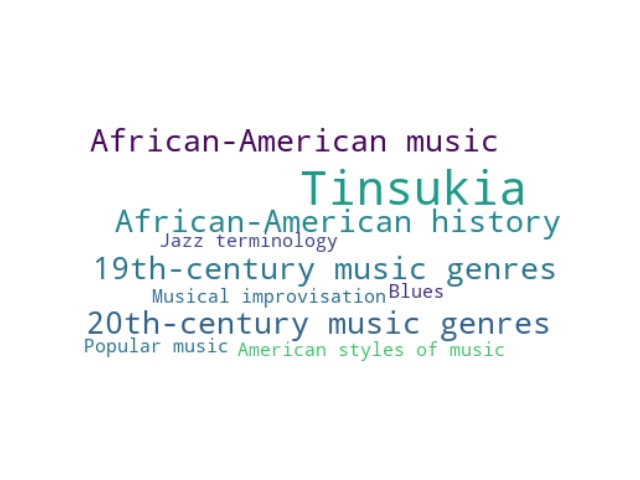 African-American music
Tinsukia
African-American history
Jazz terminology
19th-century music genres
Musical improvisation
Blues
20th-century music genres
Popular music
American styles of music